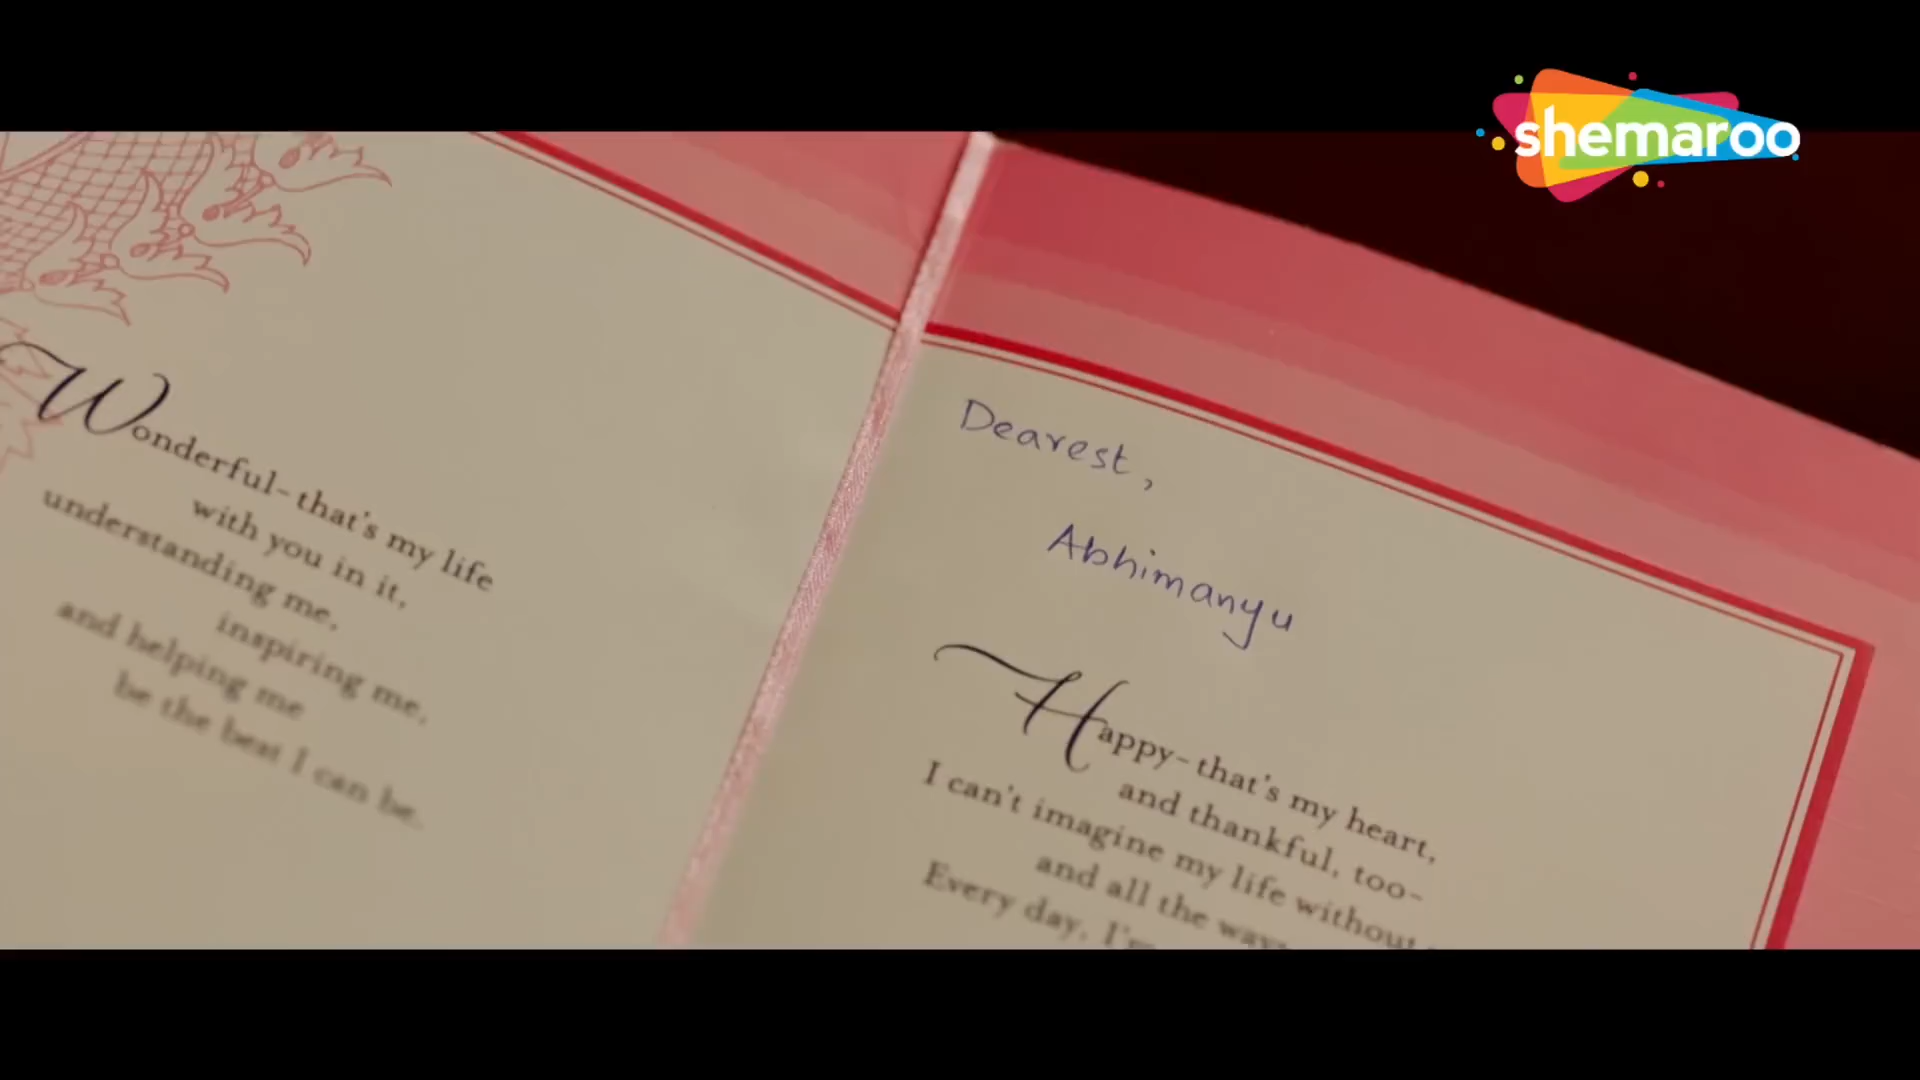 shemaroo
Wonderful-that's my life
with you in it,
understanding me,
inspiring me,
and helping me
be the best I can be.
Dearest,
Abhimanyu
Happy-that's my heart,
and thankful, too-
I can't imagine my life without
and all the ways
Every day, I'm